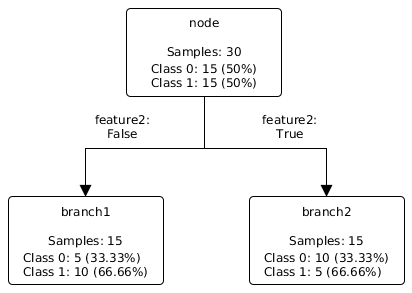 node
Samples: 30
Class 0: 15 (50%)
Class 1: 15 (50%)
feature2:
False
feature2:
True
branch1
Samples: 15
Class 0: 5 (33.33%)
Class 1: 10 (66.66%)
branch2
Samples: 15
Class 0: 10 (33.33%)
Class 1: 5 (66.66%)